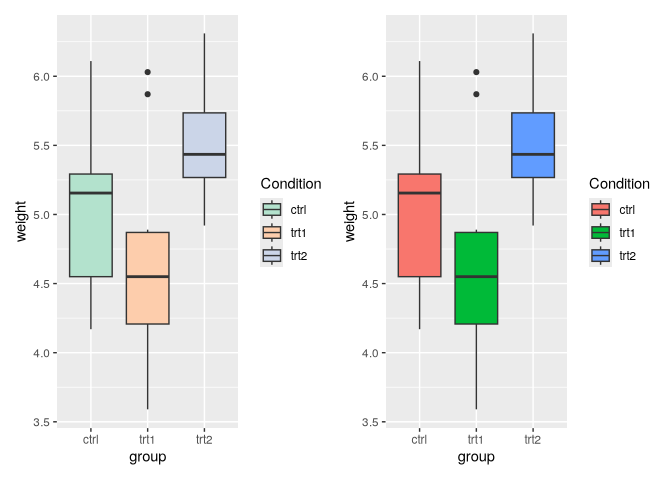 weight
6.0
5.5
5.0
4.5
4.0
3.5
ctrl trt1 trt2
group
Condition
ctrl
trt1
trt2
weight
6.0
5.5
5.0
4.5
4.0
3.5
ctrl trt1 trt2
group
Condition
ctrl
trt1
trt2